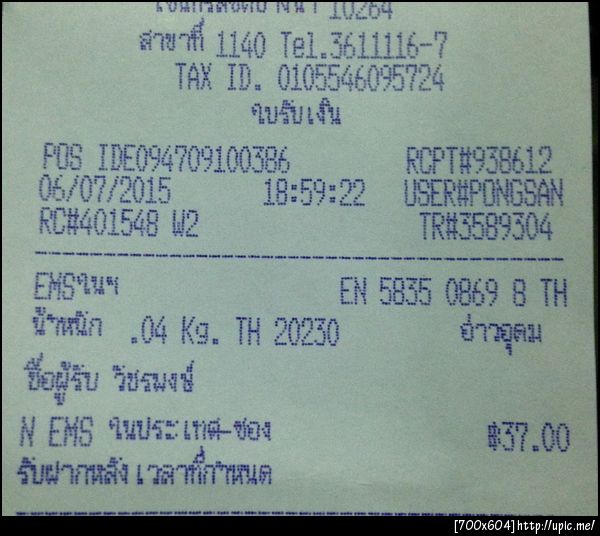 10264
สาขาที่ 1140 Tel.3611116-7
TAX ID. 0105546095724
ใบรับเงิน
POS IDE094709100386 RCPT#938612
06/07/2015 18:59:22 USER#PONGSAN
RC#401548 W2 TR#3589304
EMSในฯ EN 5835 0869 8 TH
น้ำหนัก .04 Kg. TH 20230 อ่าวอุดม
ชื่อผู้รับ วัชรพงษ์
N EMS ในประเทศ-ซอง ฿37.00
รับฝากหลังเวลาที่กำหนด
[700x604]http://upic.me/